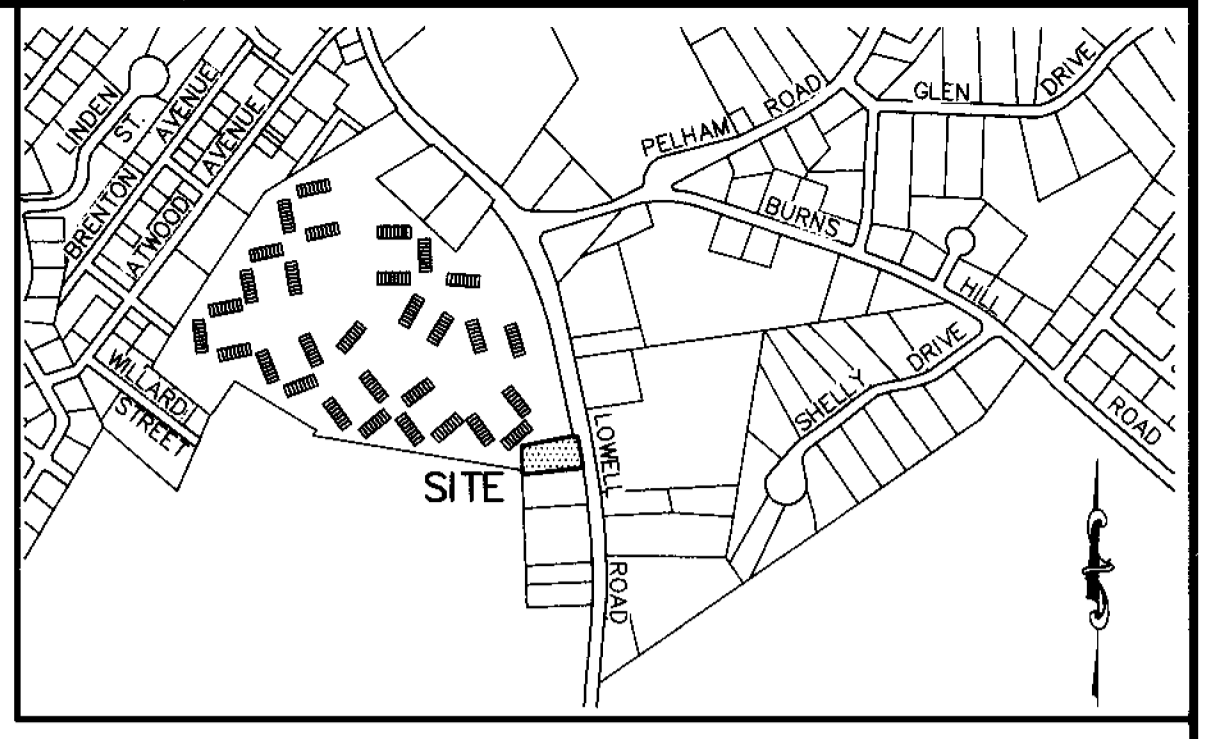 LINDEN
ST.
BRENTON AVENUE
ATWOOD AVENUE
WILLARD
STREET
PELHAM ROAD
GLEN DRIVE
BURNS
HILL
ROAD
SHELLY DRIVE
LOWELL
ROAD
SITE